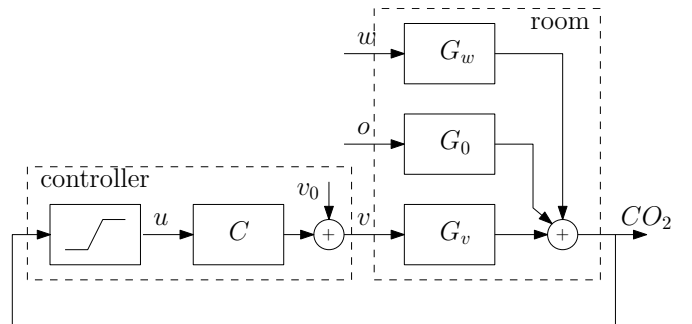 room
w
G_w
o
G_0
controller
v_0
u
C
+
v
G_v
+
CO_2